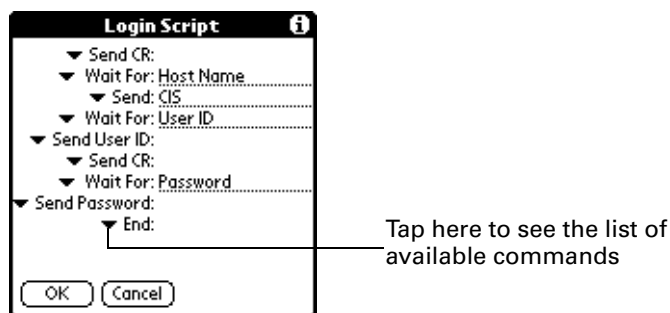 Login Script i
Send CR:
Wait For: Host Name
Send: CIS
Wait For: User ID
Send User ID:
Send CR:
Wait For: Password
Send Password:
End:
OK Cancel
Tap here to see the list of
available commands